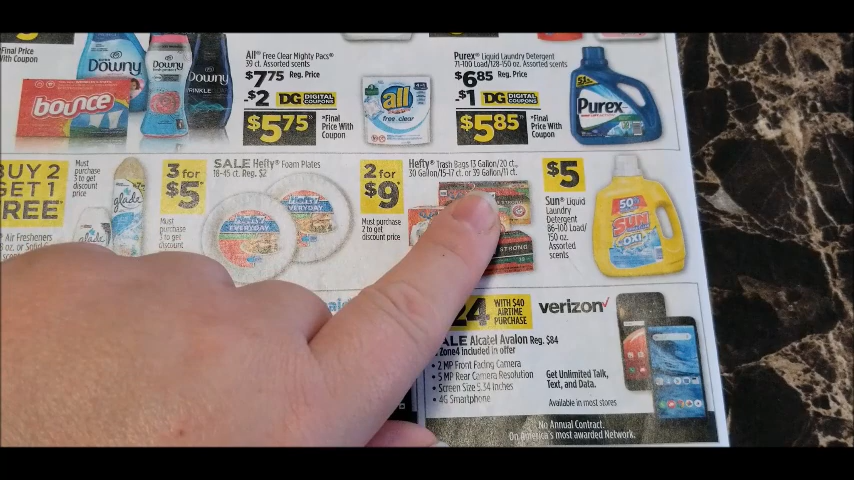 *Final Price
With Coupon
Downy
Downy
Downy
bounce
All® Free Clear Mighty Pacs®
39 ct. Assorted scents
$7.75 Reg. Price
-$2 DG DIGITAL COUPONS
$5.75*
*Final
Price With
Coupon
all
free clear
Purex® Liquid Laundry Detergent
71-100 Load/128-150 oz. Assorted scents
$6.85 Reg. Price
-$1 DG DIGITAL COUPONS
$5.85*
*Final
Price With
Coupon
Purex
BUY 2
GET 1
FREE
Must
purchase
3 to get
discount
price
glade
glade
Air Fresheners
3 FOR
$5
Must
purchase
3 to get
discount
SALE Hefty® Foam Plates
18-45 ct. Reg. $2
Hefty
EVERYDAY
Hefty
EVERYDAY
2 FOR
$9
Must purchase
2 to get
discount price
Hefty® Trash Bags 13 Gallon/20 ct.,
30 Gallon/15-17 ct. or 39 Gallon/11 ct.
STRONG
$5
Sun® Liquid
Laundry
Detergent
86-100 Load/
150 oz.
Assorted
scents
50
SUN
OXI
$24 WITH $40
AIRTIME
PURCHASE
verizon✓
SALE Alcatel Avalon Reg. $84
Zone4 included in offer
• 2 MP Front Facing Camera
• 5 MP Rear Camera Resolution
• Screen Size 5.34 Inches
• 4G Smartphone
Get Unlimited Talk,
Text, and Data.
Available in most stores
No Annual Contract.
On America's most awarded Network.